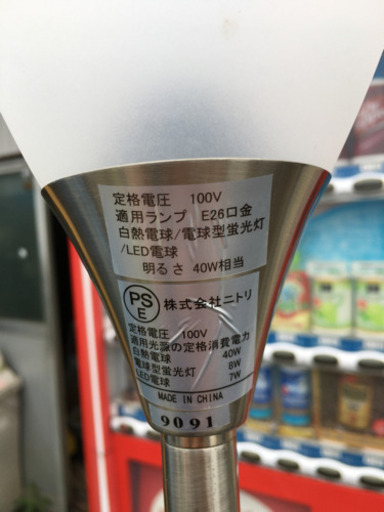 定格電圧 100V
適用ランプ E26口金
白熱電球/電球型蛍光灯
/LED電球
明るさ 40W相当
PS
E
株式会社ニトリ
定格電圧 100V
適用光源の定格消費電力
白熱電球 40W
電球型蛍光灯 8W
LED電球 7W
MADE IN CHINA
9091